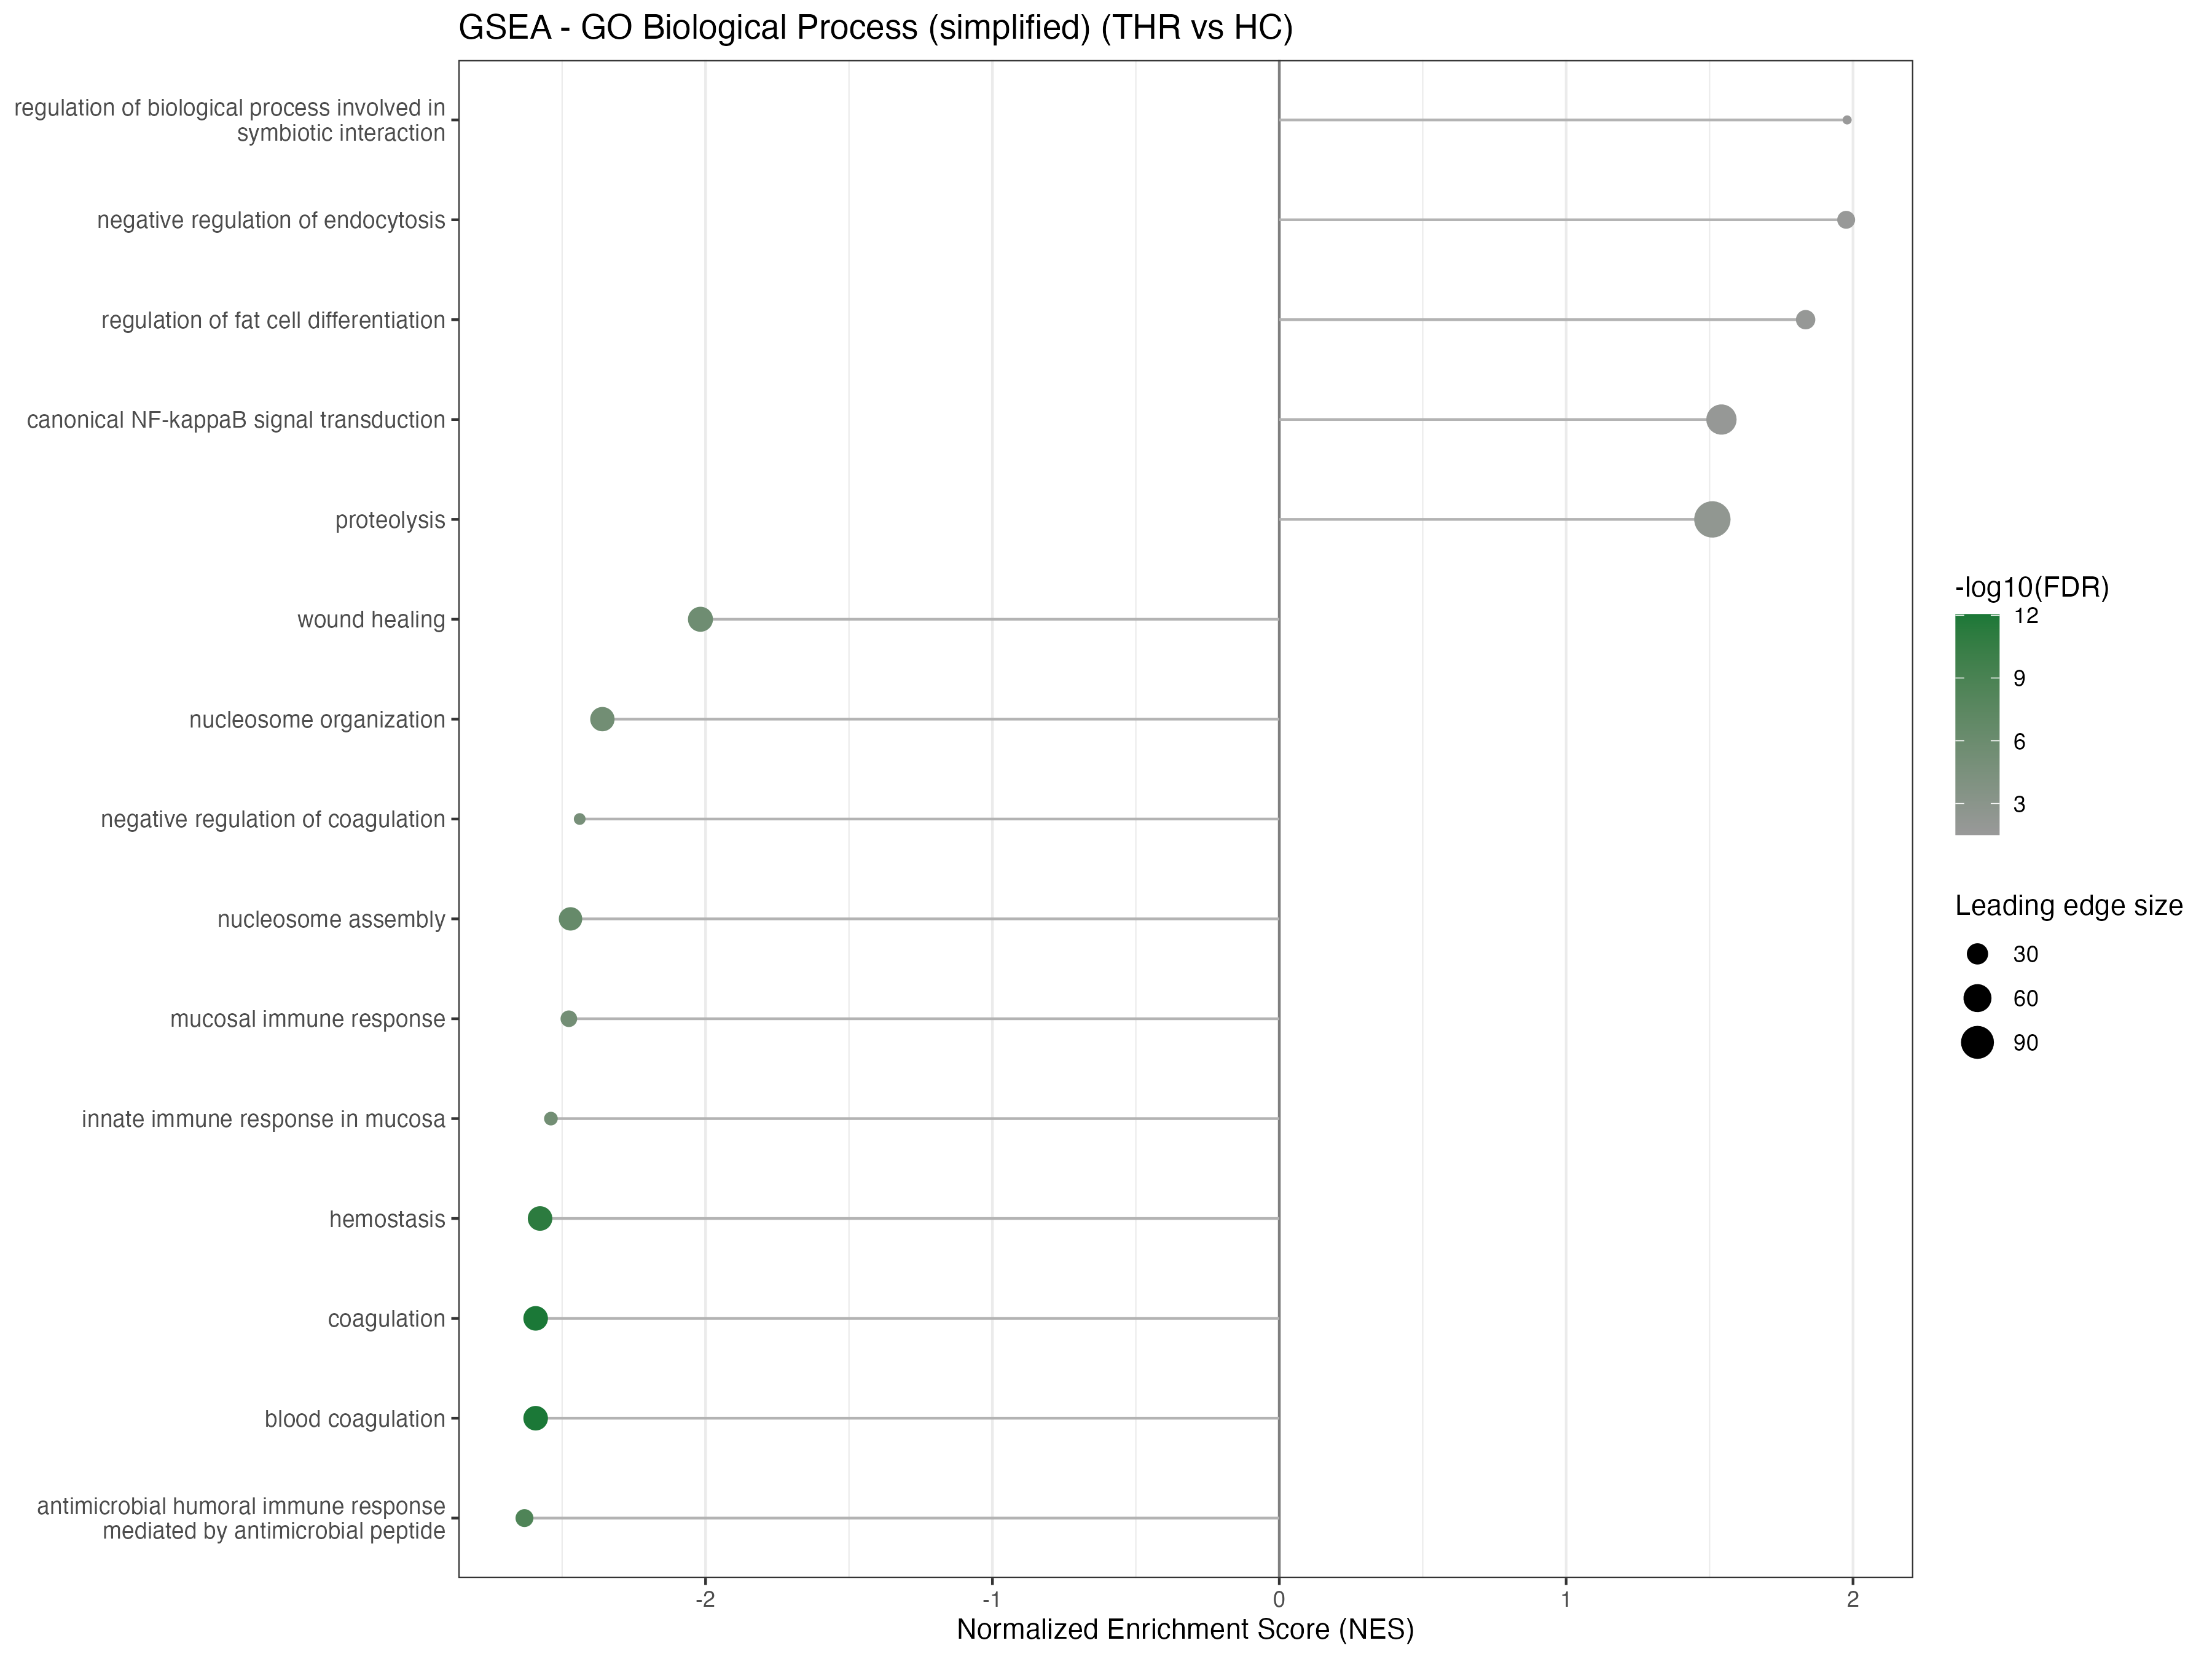 GSEA - GO Biological Process (simplified) (THR vs HC)
regulation of biological process involved in
symbiotic interaction
negative regulation of endocytosis
regulation of fat cell differentiation
canonical NF-kappaB signal transduction
proteolysis
wound healing
nucleosome organization
negative regulation of coagulation
nucleosome assembly
mucosal immune response
innate immune response in mucosa
hemostasis
coagulation
blood coagulation
antimicrobial humoral immune response
mediated by antimicrobial peptide
-2
-1
0
1
2
Normalized Enrichment Score (NES)
-log10(FDR)
12
9
6
3
Leading edge size
30
60
90